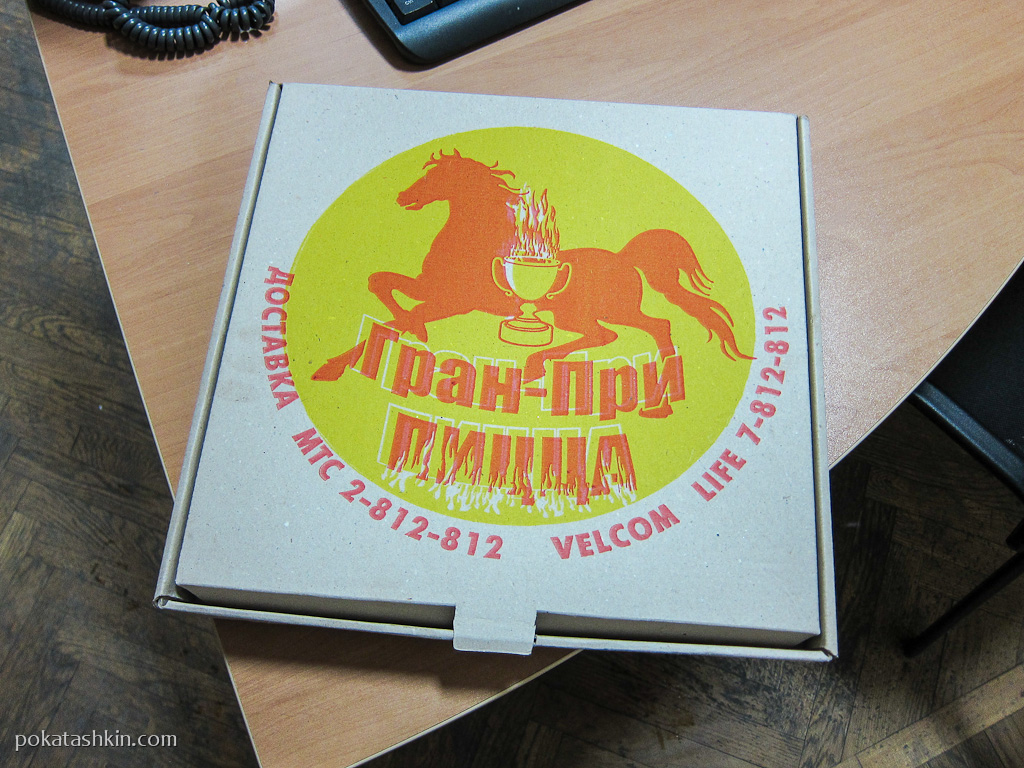 Гран-При
ПИЦЦА
ДОСТАВКА МТС 2-812-812 VELCOM LIFE 7-812-812
pokatashkin.com